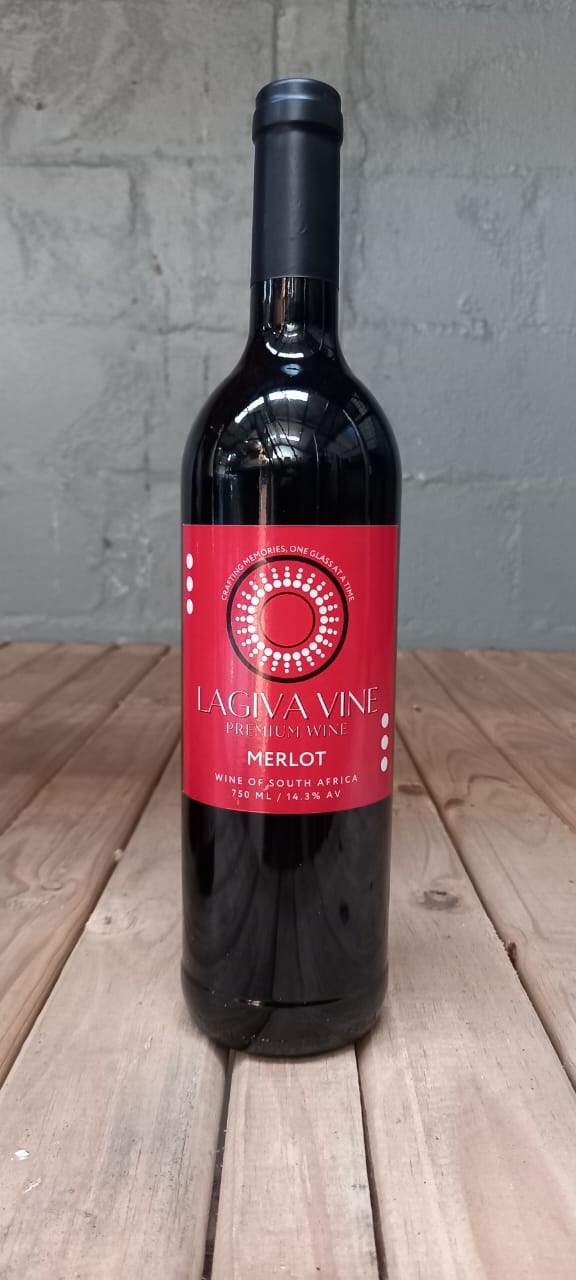 CRAFTING MEMORIES, ONE GLASS AT A TIME
LAGIVA VINE
PREMIUM WINE
MERLOT
WINE OF SOUTH AFRICA
750 ML / 14.3% AV